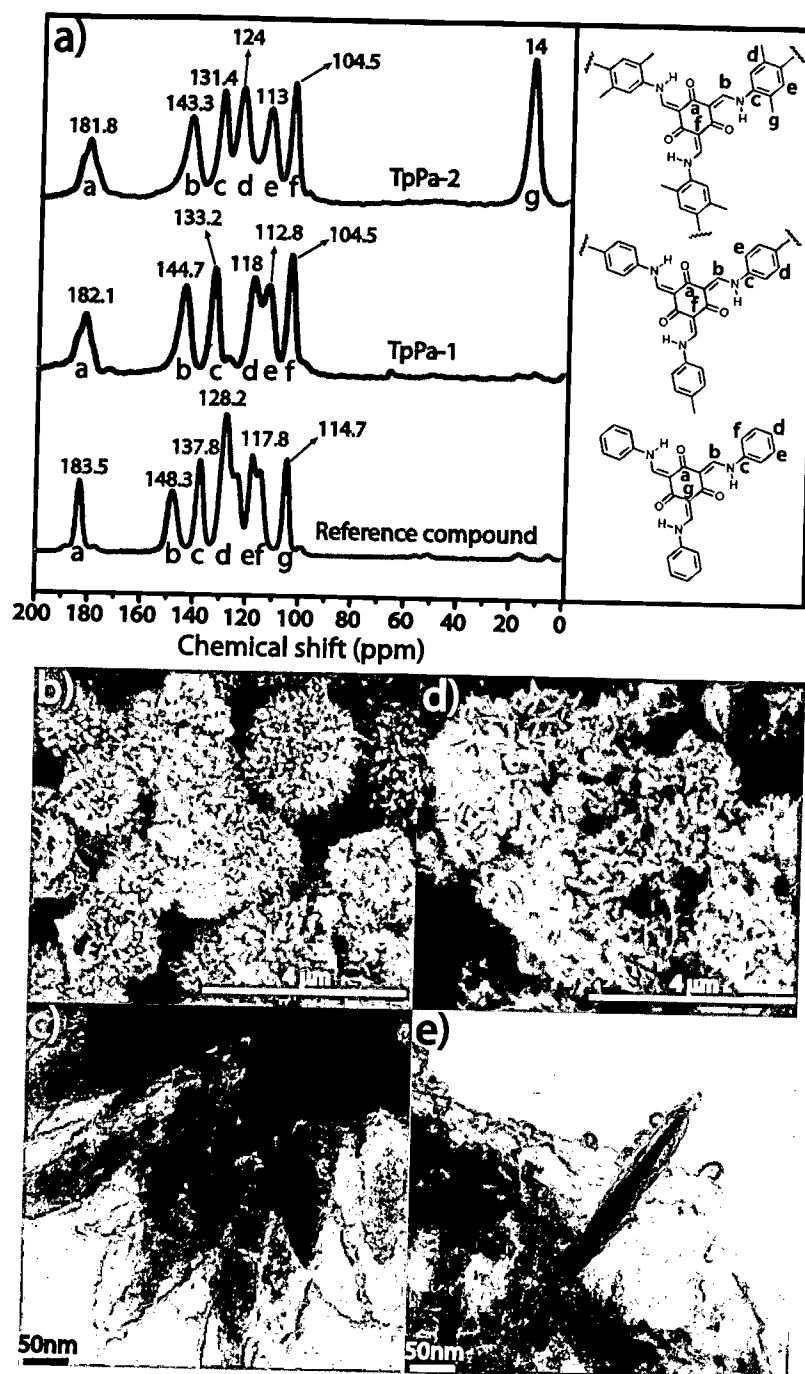 a)
124
14
131.4
104.5
143.3
113
181.8
a b c d e f g
TpPa-2
133.2
112.8
104.5
144.7
118
182.1
a b c d e f
TpPa-1
128.2
137.8
117.8
114.7
183.5
148.3
a b c d ef g
Reference compound
200 180 160 140 120 100 80 60 40 20 0
Chemical shift (ppm)
d
N H O b e
a c N
f H g
O O
H N
e
N H O b
a c d
f N
O O H
H N
f d
N H O b
a c e
g N
O O H
H N
b)
4 μm
d)
4 μm
c)
50nm
e)
50nm